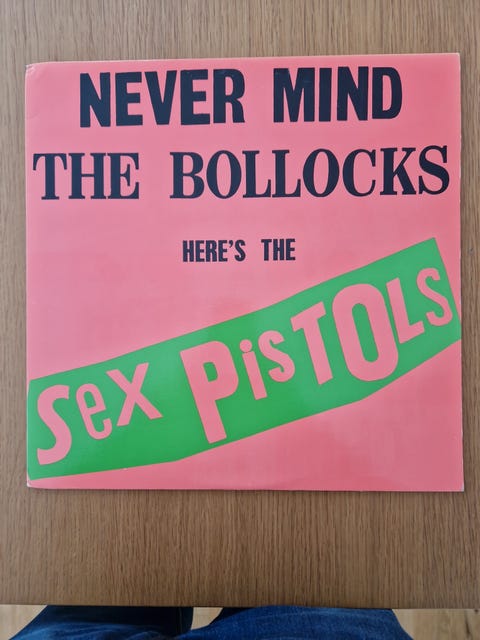 NEVER MIND
THE BOLLOCKS
HERE'S THE
Sex PisTOLS